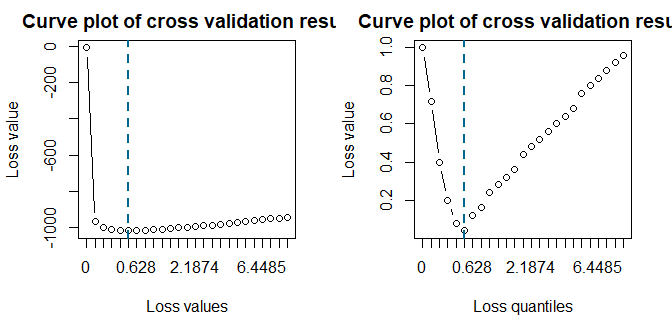 Curve plot of cross validation resu
Loss value
0
-200
-600
-1000
0
0.628
2.1874
6.4485
Loss values
Curve plot of cross validation resu
Loss value
1.0
0.8
0.6
0.4
0.2
0
0.628
2.1874
6.4485
Loss quantiles